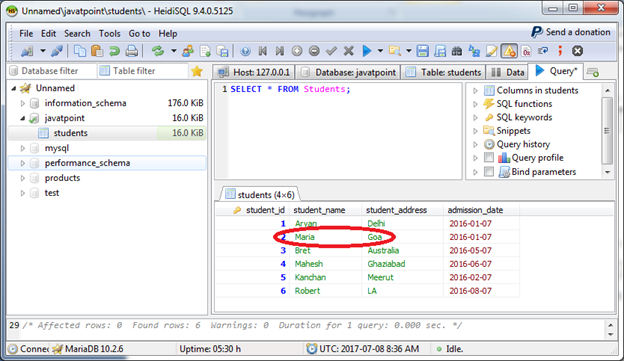 Unnamed\javatpoint\students\ - HeidiSQL 9.4.0.5125
File Edit Search Tools Go to Help
Send a donation
Database filter Table filter
Host: 127.0.0.1 Database: javatpoint Table: students Data Query*
Unnamed
information_schema 176.0 KiB
javatpoint 16.0 KiB
students 16.0 KiB
mysql
performance_schema
products
test
1 SELECT * FROM Students;
Columns in students
SQL functions
SQL keywords
Snippets
Query history
Query profile
Bind parameters
students (4×6)
student_id student_name student_address admission_date
1 Aryan Delhi 2016-01-07
2 Maria Goa 2016-01-07
3 Bret Australia 2016-05-07
4 Mahesh Ghaziabad 2016-06-07
5 Kanchan Meerut 2016-02-07
6 Robert LA 2016-08-07
29 /* Affected rows: 0 Found rows: 6 Warnings: 0 Duration for 1 query: 0.000 sec. */
Connec MariaDB 10.2.6 Uptime: 05:30 h UTC: 2017-07-08 8:36 AM Idle.